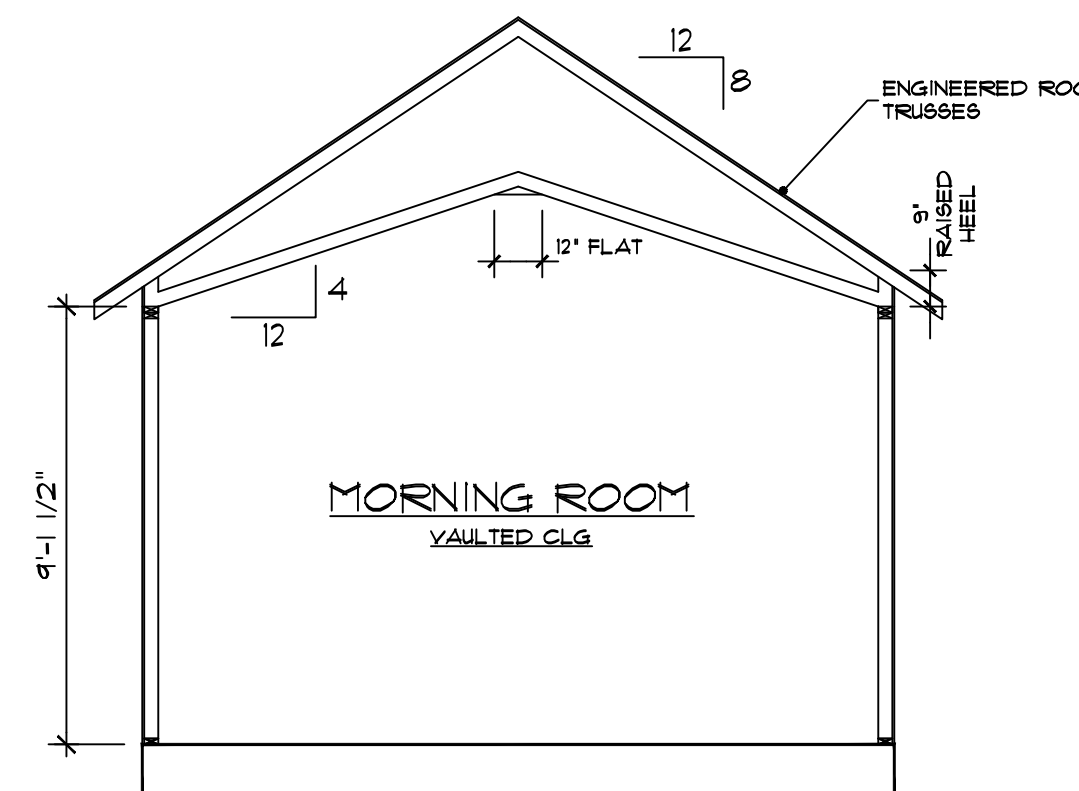 12
8
ENGINEERED ROO
TRUSSES
9"
RAISED
HEEL
12" FLAT
4
12
9'-1 1/2"
MORNING ROOM
VAULTED CLG